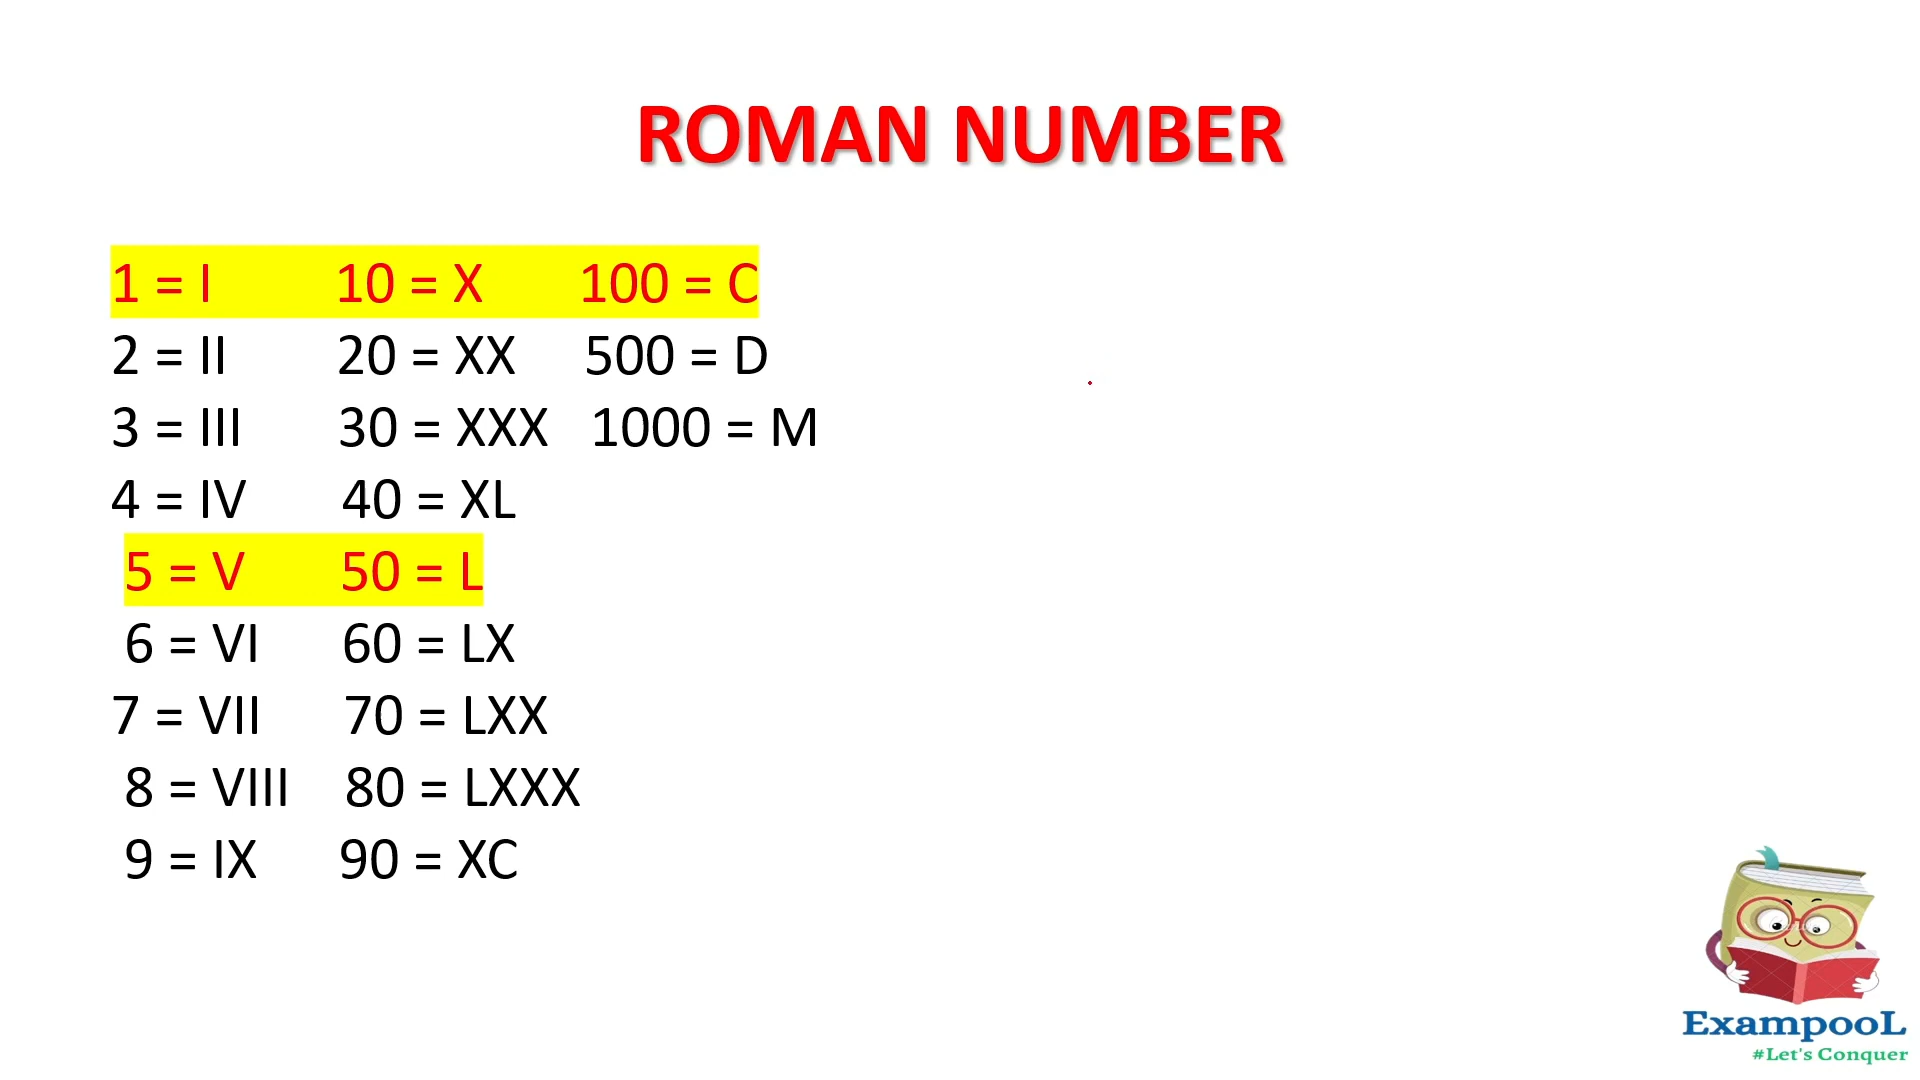 ROMAN NUMBER
1 = I 10 = X 100 = C
2 = II 20 = XX 500 = D
3 = III 30 = XXX 1000 = M
4 = IV 40 = XL
5 = V 50 = L
6 = VI 60 = LX
7 = VII 70 = LXX
8 = VIII 80 = LXXX
9 = IX 90 = XC
ExampooL
#Let's Conquer